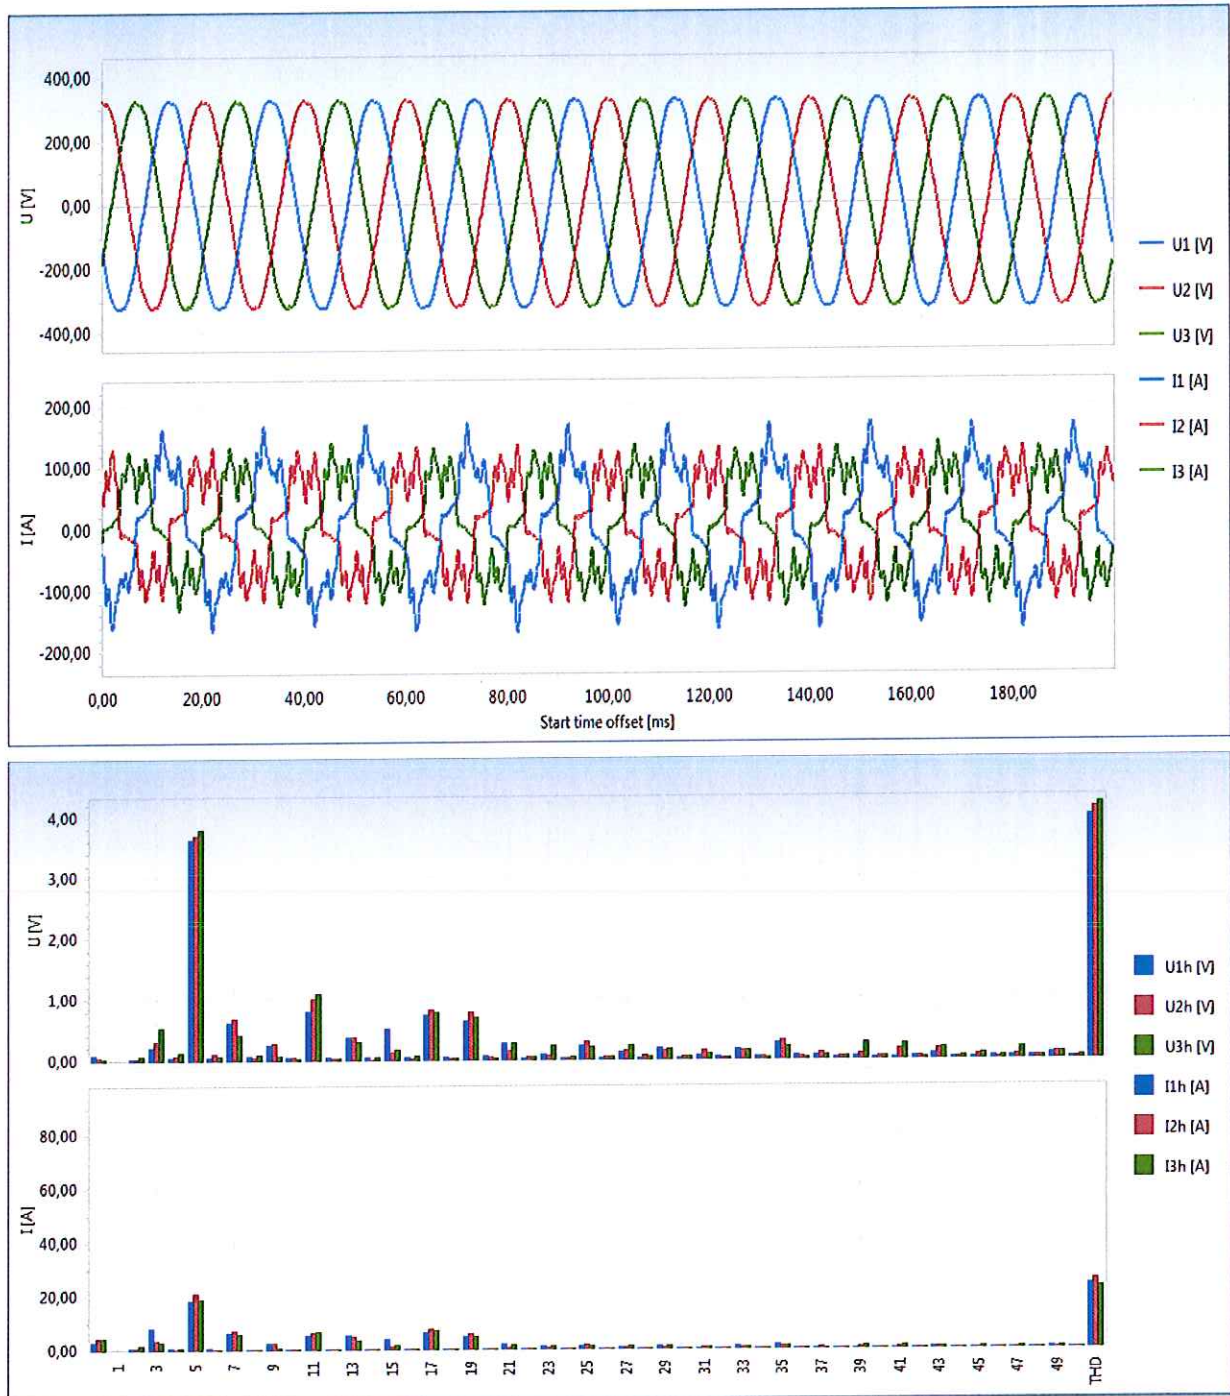 400,00
200,00
0,00
-200,00
-400,00
U [V]
200,00
100,00
0,00
-100,00
-200,00
I [A]
0,00 20,00 40,00 60,00 80,00 100,00 120,00 140,00 160,00 180,00
Start time offset [ms]
U1 [V]
U2 [V]
U3 [V]
I1 [A]
I2 [A]
I3 [A]
4,00
3,00
2,00
1,00
0,00
U [V]
80,00
60,00
40,00
20,00
0,00
I [A]
1 3 5 7 9 11 13 15 17 19 21 23 25 27 29 31 33 35 37 39 41 43 45 47 49 THD
U1h [V]
U2h [V]
U3h [V]
I1h [A]
I2h [A]
I3h [A]